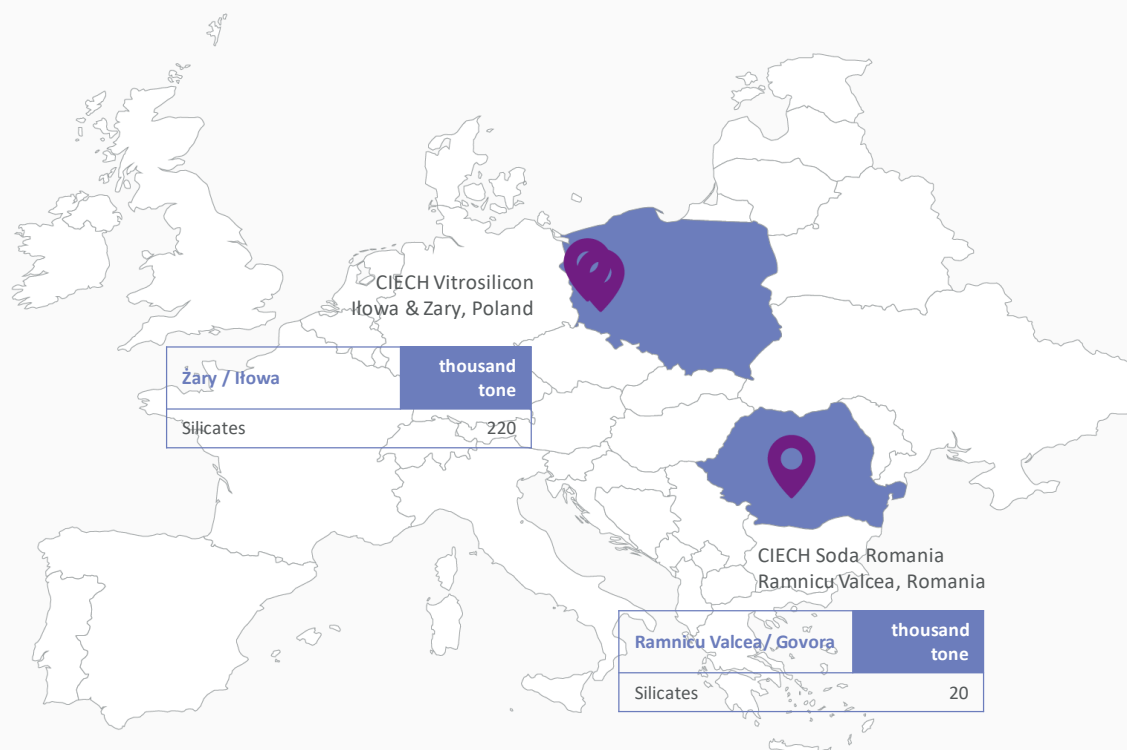 CIECH Vitrosilicon
Iłowa & Zary, Poland
Żary / Iłowa
thousand
tone
Silicates 220
CIECH Soda Romania
Ramnicu Valcea, Romania
Ramnicu Valcea/ Govora
thousand
tone
Silicates 20